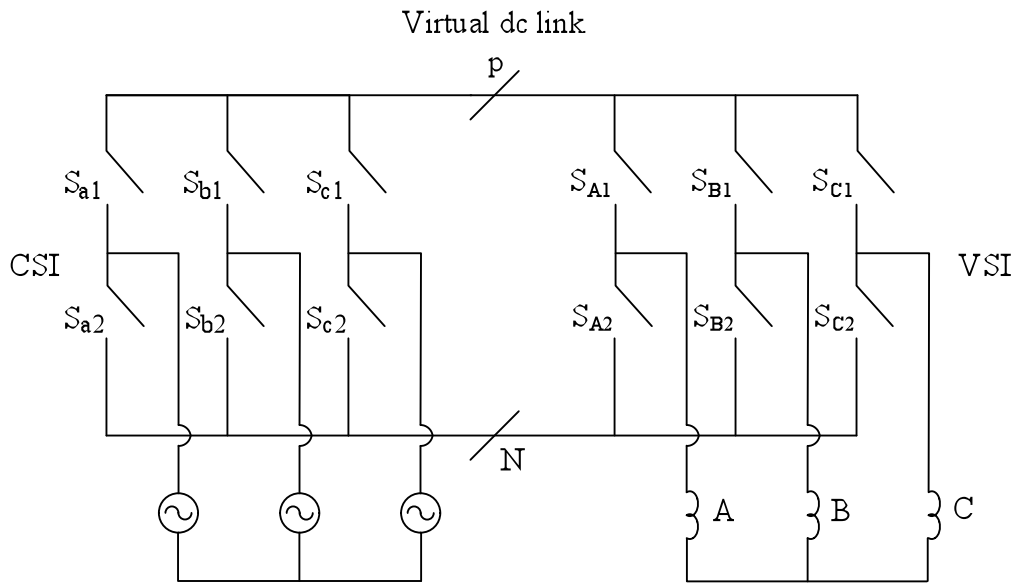 Virtual dc link
p
Sa1
Sb1
Sc1
SA1
SB1
SC1
CSI
VSI
Sa2
Sb2
Sc2
SA2
SB2
SC2
N
A
B
C